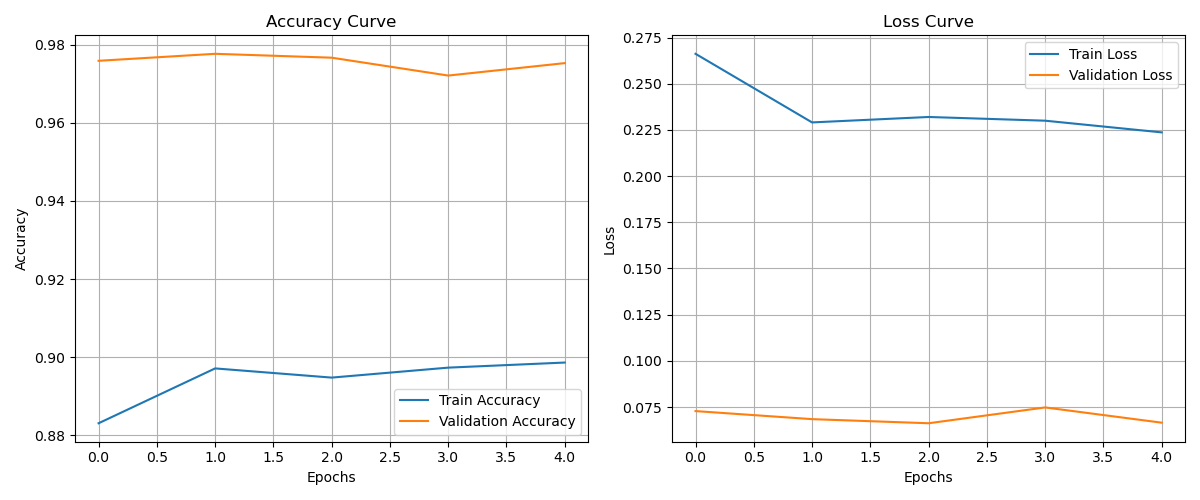 Accuracy Curve
0.98
0.96
0.94
0.92
0.90
0.88
Accuracy
Train Accuracy
Validation Accuracy
0.0 0.5 1.0 1.5 2.0 2.5 3.0 3.5 4.0
Epochs
Loss Curve
0.275
0.250
0.225
0.200
0.175
0.150
0.125
0.100
0.075
Loss
Train Loss
Validation Loss
0.0 0.5 1.0 1.5 2.0 2.5 3.0 3.5 4.0
Epochs